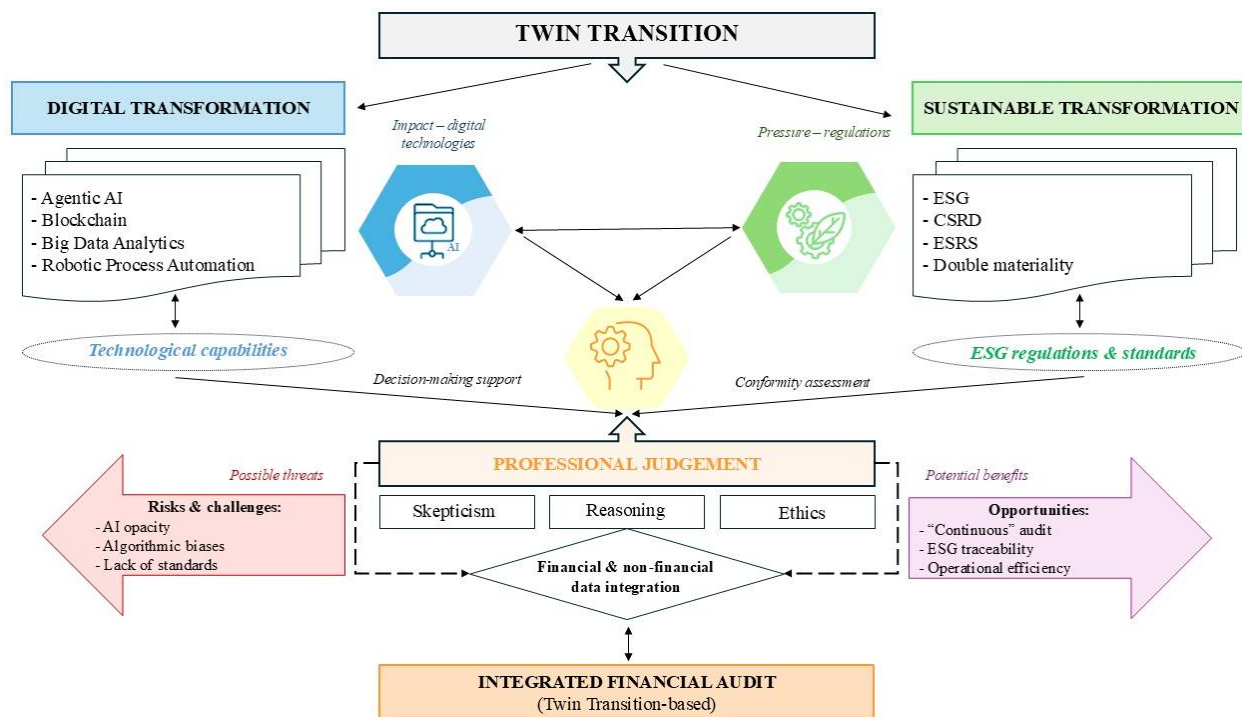 TWIN TRANSITION
DIGITAL TRANSFORMATION
SUSTAINABLE TRANSFORMATION
Impact – digital
technologies
Pressure – regulations
- Agentic AI
- Blockchain
- Big Data Analytics
- Robotic Process Automation
AI
- ESG
- CSRD
- ESRS
- Double materiality
Technological capabilities
ESG regulations & standards
Decision-making support
Conformity assessment
PROFESSIONAL JUDGEMENT
Possible threats
Potential benefits
Risks & challenges:
- AI opacity
- Algorithmic biases
- Lack of standards
Skepticism
Reasoning
Ethics
Opportunities:
- “Continuous” audit
- ESG traceability
- Operational efficiency
Financial & non-financial
data integration
INTEGRATED FINANCIAL AUDIT
(Twin Transition-based)